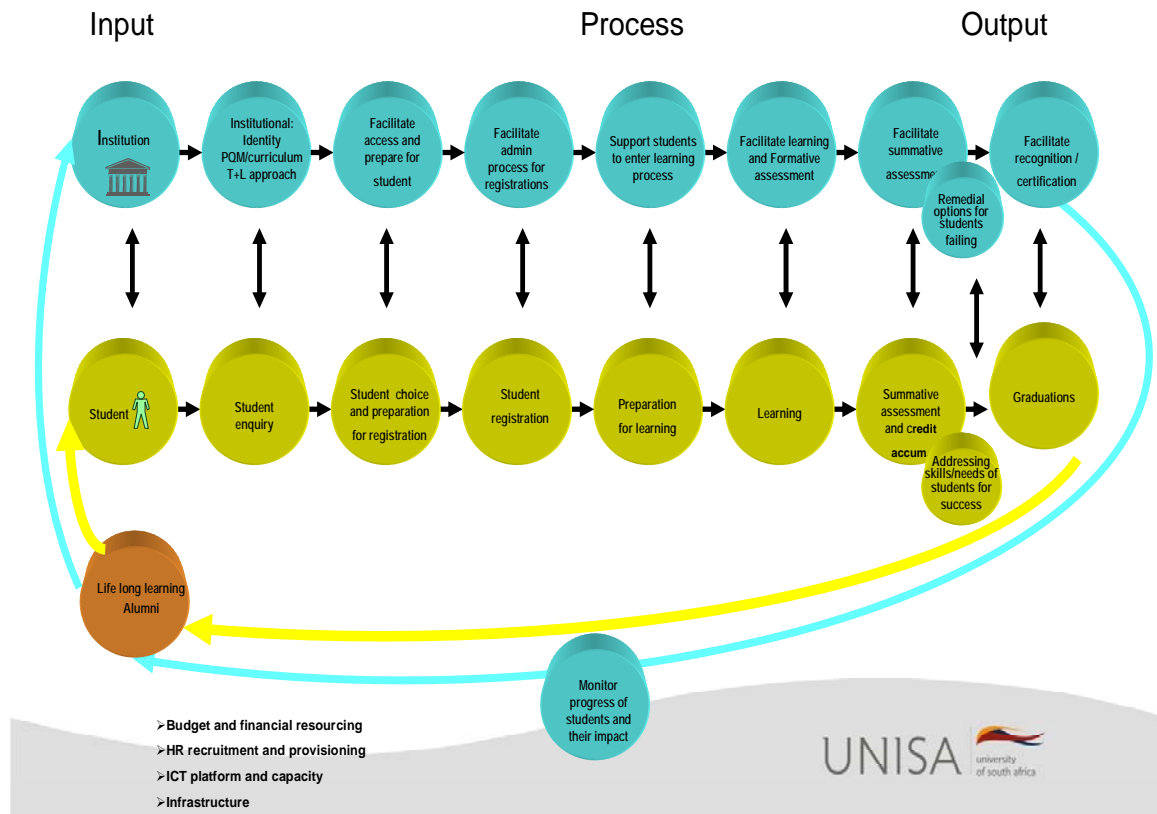 Input
Process
Output
Institution
Institutional:
Identity
PQM/curriculum
T+L approach
Facilitate
access and
prepare for
student
Facilitate
admin
process for
registrations
Support students
to enter learning
process
Facilitate learning
and Formative
assessment
Facilitate
summative
assessment
Remedial
options for
students
failing
Facilitate
recognition /
certification
Student
Student
enquiry
Student choice
and preparation
for registration
Student
registration
Preparation
for learning
Learning
Summative
assessment
and credit
accum
Addressing
skills/needs of
students for
success
Graduations
Life long learning
Alumni
Monitor
progress of
students and
their impact
➢Budget and financial resourcing
➢HR recruitment and provisioning
➢ICT platform and capacity
➢Infrastructure
UNISA
university
of south africa